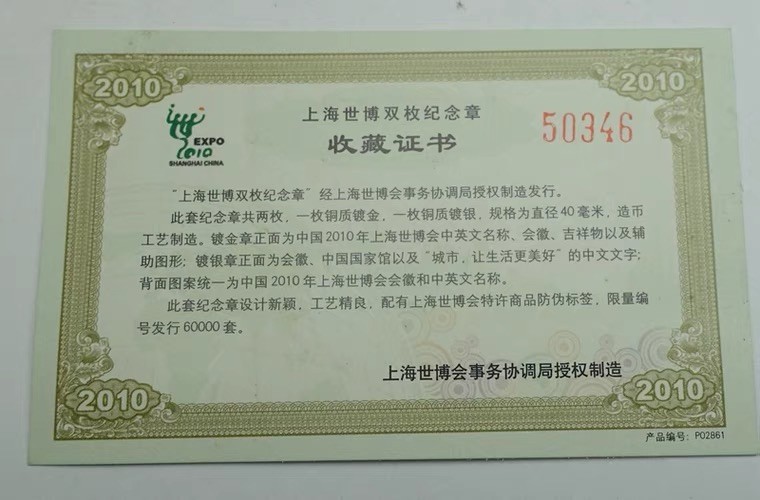 2010
2010
上海世博双枚纪念章
50346
收藏证书
EXPO
2010
SHANGHAI CHINA
“上海世博双枚纪念章”经上海世博会事务协调局授权制造发行。
此套纪念章共两枚，一枚铜质镀金，一枚铜质镀银，规格为直径40毫米，造币
工艺制造。镀金章正面为中国2010年上海世博会中英文名称、会徽、吉祥物以及辅
助图形；镀银章正面为会徽、中国国家馆以及“城市，让生活更美好”的中文文字；
背面图案统一为中国2010年上海世博会会徽和中英文名称。
此套纪念章设计新颖，工艺精良，配有上海世博会特许商品防伪标签，限量编
号发行60000套。
上海世博会事务协调局授权制造
2010
2010
产品编号：P02861